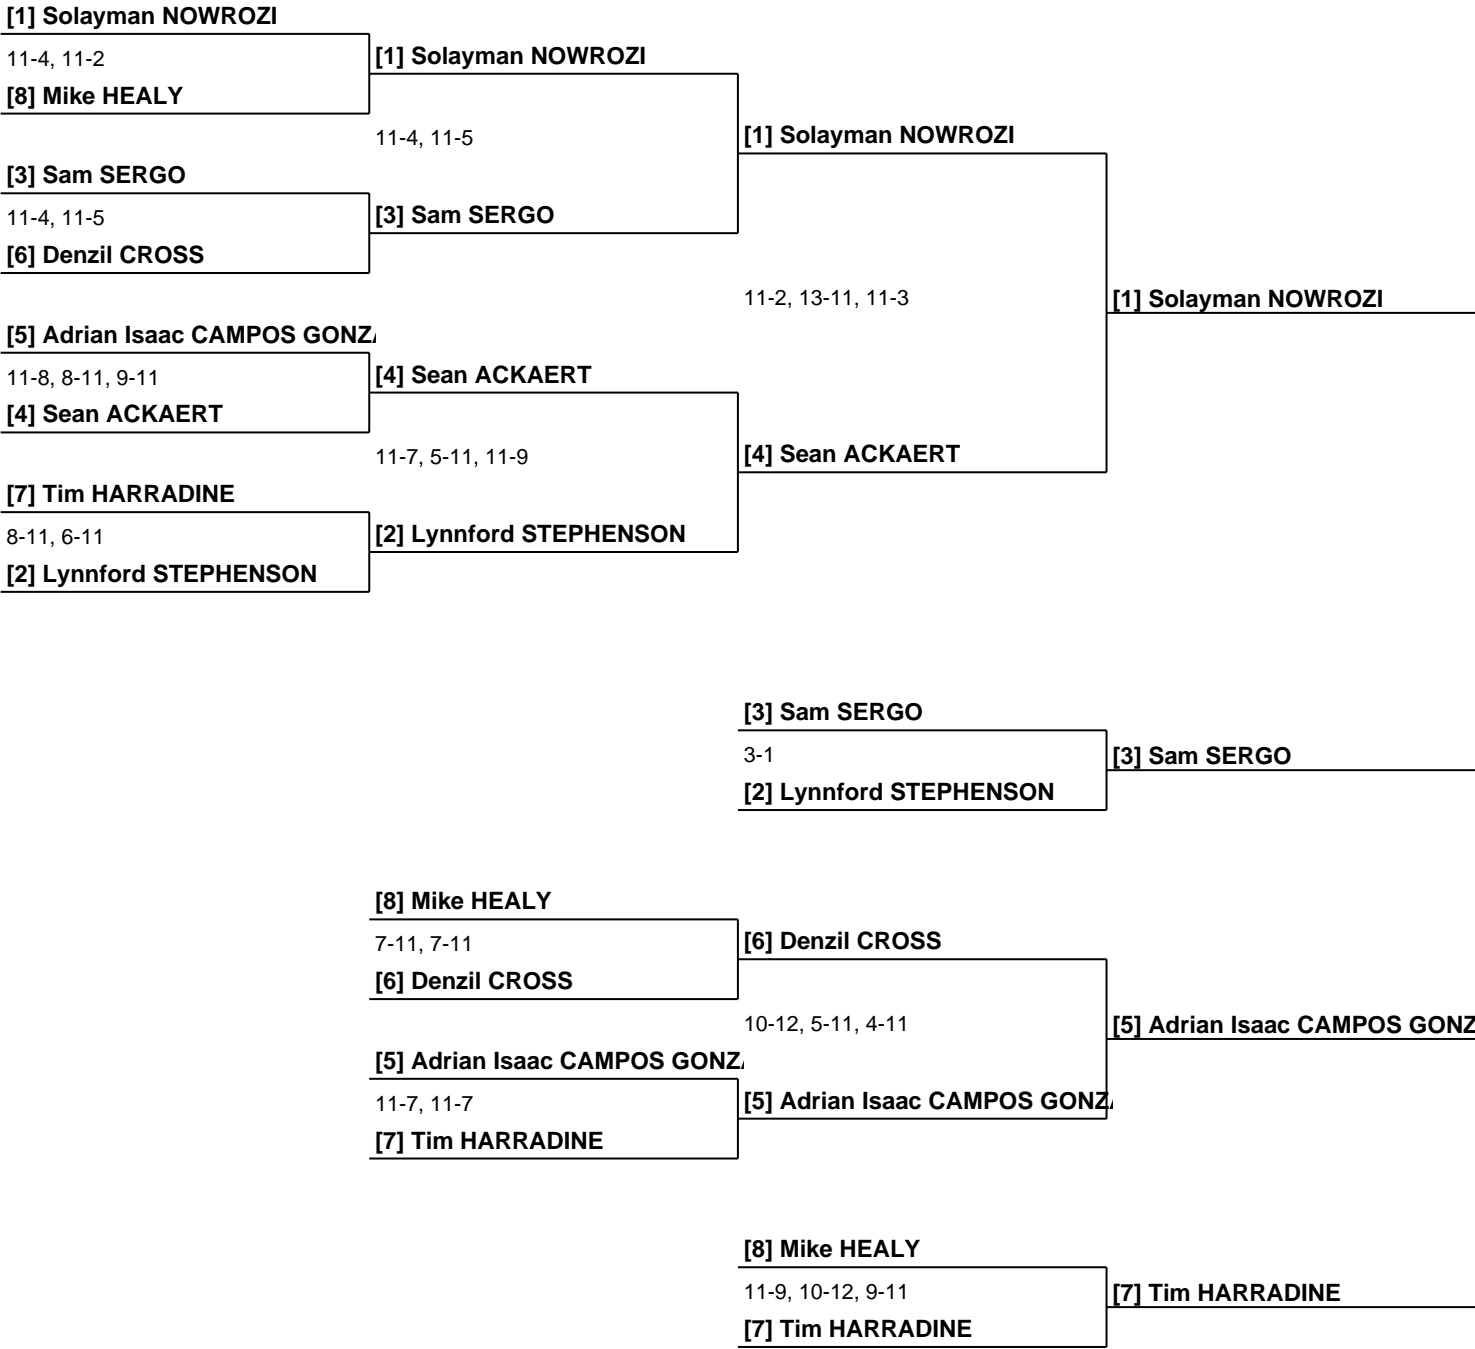 [1] Solayman NOWROZI
11-4, 11-2
[1] Solayman NOWROZI
[8] Mike HEALY
11-4, 11-5
[1] Solayman NOWROZI
[3] Sam SERGO
11-4, 11-5
[3] Sam SERGO
[6] Denzil CROSS
11-2, 13-11, 11-3
[1] Solayman NOWROZI
[5] Adrian Isaac CAMPOS GONZ
11-8, 8-11, 9-11
[4] Sean ACKAERT
[4] Sean ACKAERT
11-7, 5-11, 11-9
[4] Sean ACKAERT
[7] Tim HARRADINE
8-11, 6-11
[2] Lynnford STEPHENSON
[2] Lynnford STEPHENSON
[3] Sam SERGO
3-1
[3] Sam SERGO
[2] Lynnford STEPHENSON
[8] Mike HEALY
7-11, 7-11
[6] Denzil CROSS
[6] Denzil CROSS
10-12, 5-11, 4-11
[5] Adrian Isaac CAMPOS GONZ
[5] Adrian Isaac CAMPOS GONZ
11-7, 11-7
[5] Adrian Isaac CAMPOS GONZ
[7] Tim HARRADINE
[8] Mike HEALY
11-9, 10-12, 9-11
[7] Tim HARRADINE
[7] Tim HARRADINE